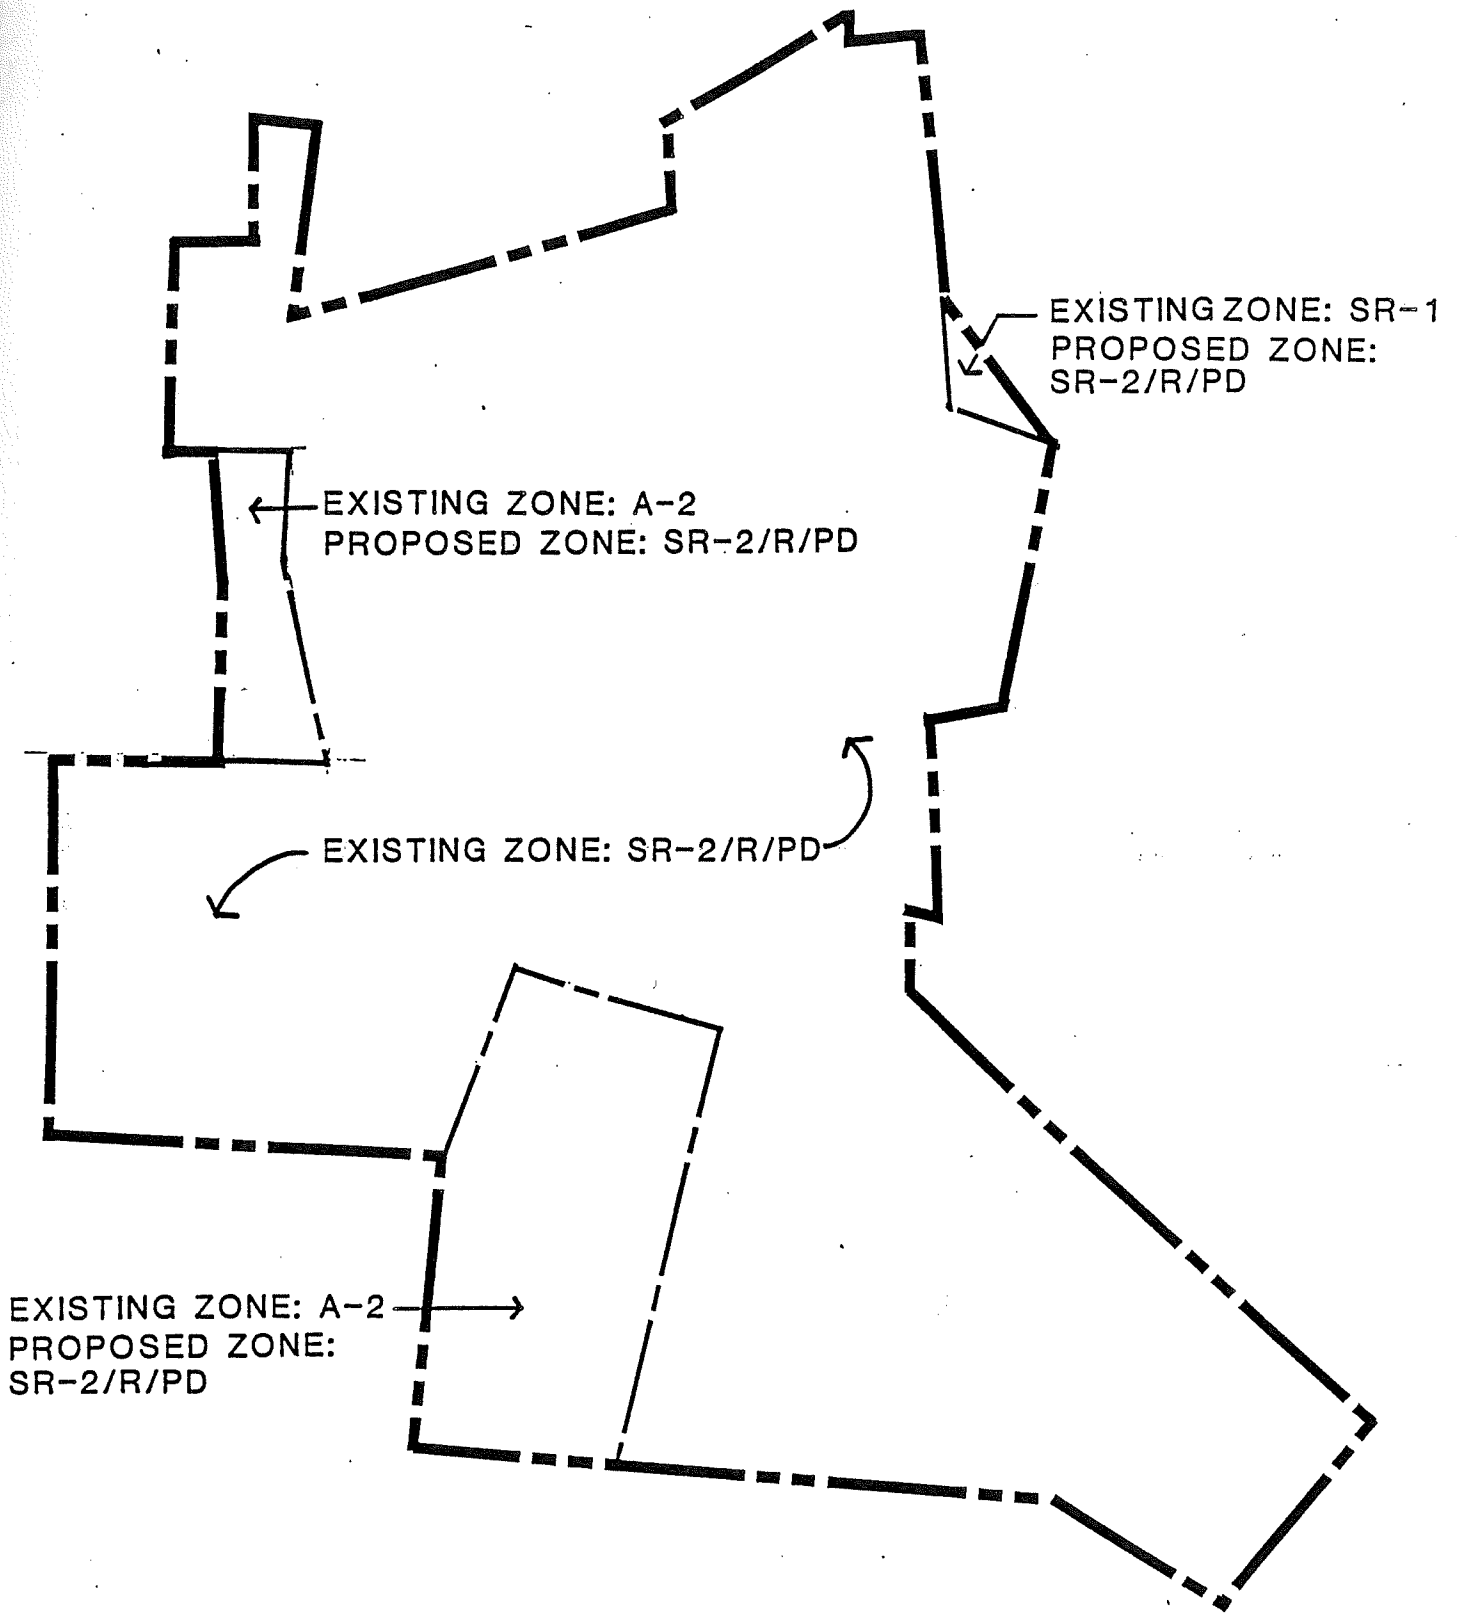 EXISTING ZONE: SR-1
PROPOSED ZONE:
SR-2/R/PD
EXISTING ZONE: A-2
PROPOSED ZONE: SR-2/R/PD
EXISTING ZONE: SR-2/R/PD
EXISTING ZONE: A-2
PROPOSED ZONE:
SR-2/R/PD